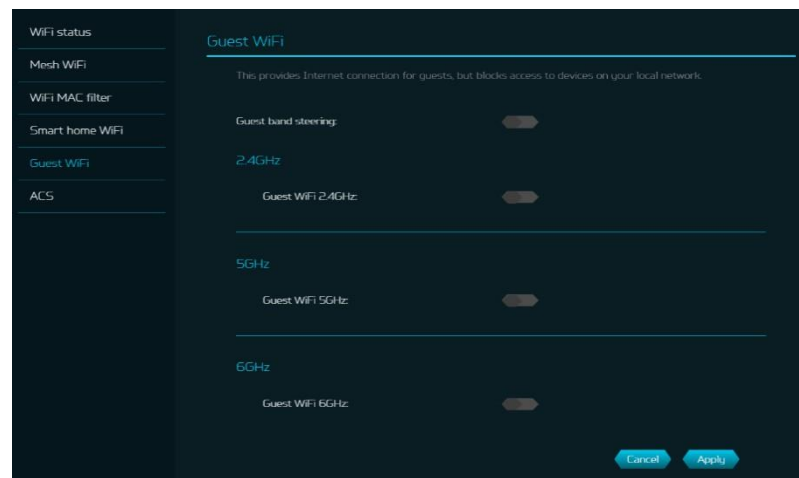 WiFi status
Mesh WiFi
WiFi MAC filter
Smart home WiFi
Guest WiFi
ACS
Guest WiFi
This provides Internet connection for guests, but blocks access to devices on your local network.
Guest band steering:
2.4GHz
Guest WiFi 2.4GHz:
5GHz
Guest WiFi 5GHz:
6GHz
Guest WiFi 6GHz:
Cancel Apply